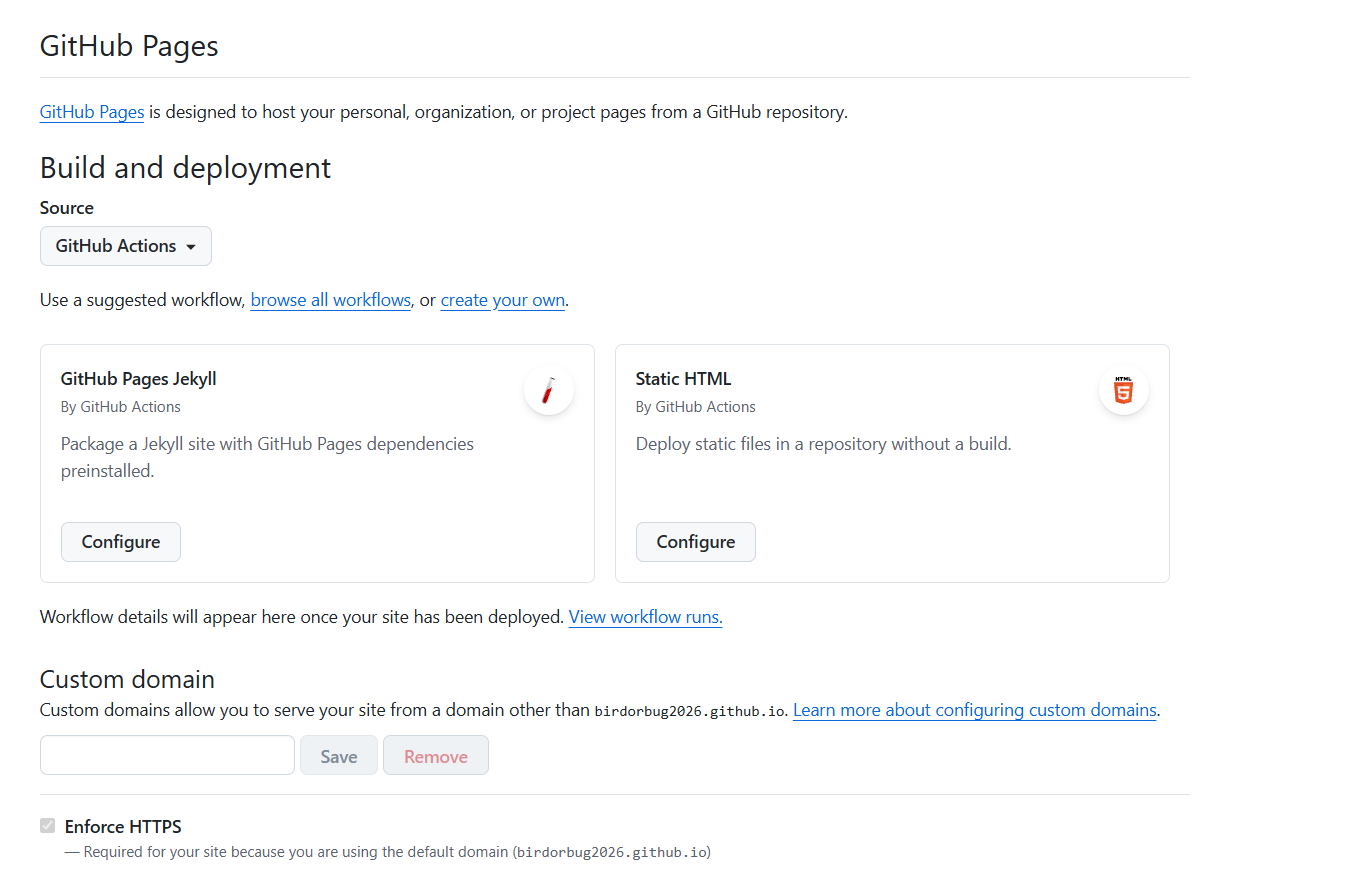 GitHub Pages
GitHub Pages is designed to host your personal, organization, or project pages from a GitHub repository.
Build and deployment
Source
GitHub Actions
Use a suggested workflow, browse all workflows, or create your own.
GitHub Pages Jekyll
By GitHub Actions
Package a Jekyll site with GitHub Pages dependencies
preinstalled.
Configure
Static HTML
By GitHub Actions
HTML
5
Deploy static files in a repository without a build.
Configure
Workflow details will appear here once your site has been deployed. View workflow runs.
Custom domain
Custom domains allow you to serve your site from a domain other than birdorbug2026.github.io. Learn more about configuring custom domains.
Save Remove
Enforce HTTPS
— Required for your site because you are using the default domain (birdorbug2026.github.io)